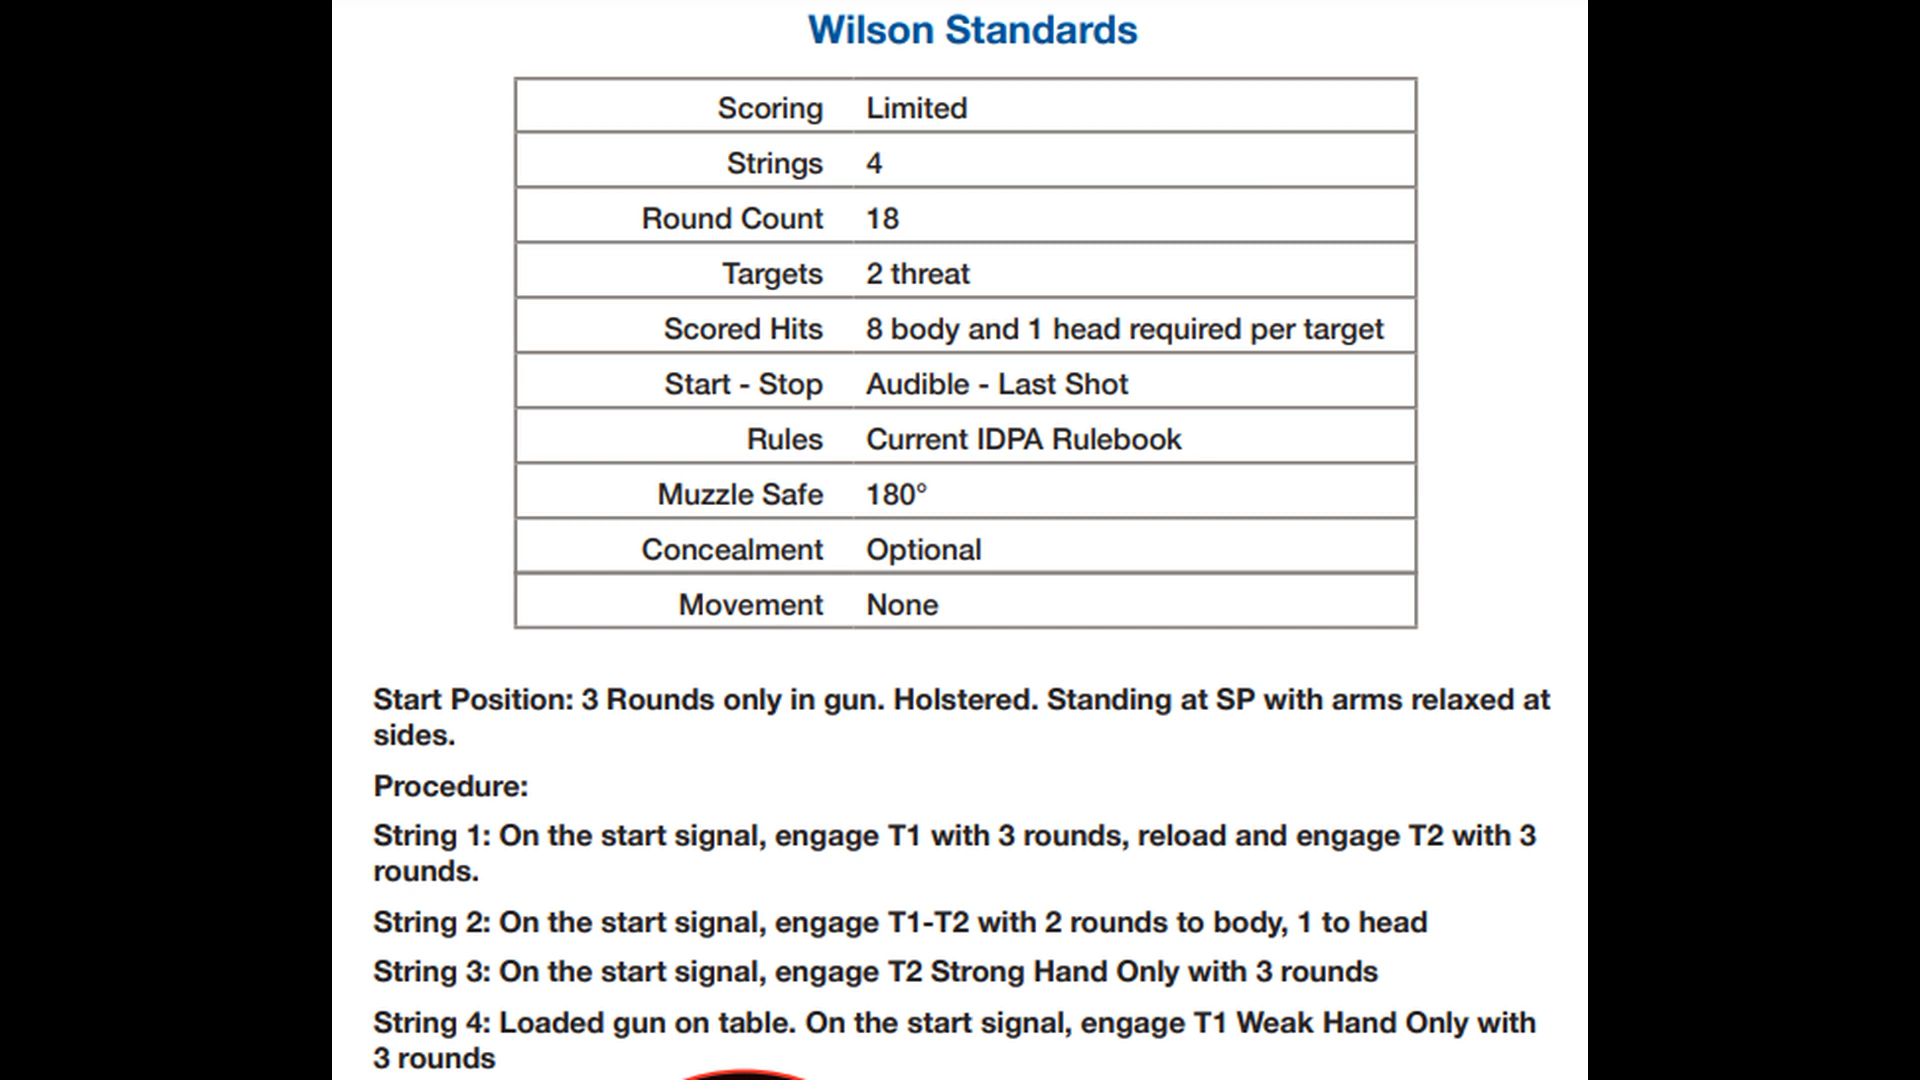 Wilson Standards
Scoring Limited
Strings 4
Round Count 18
Targets 2 threat
Scored Hits 8 body and 1 head required per target
Start - Stop Audible - Last Shot
Rules Current IDPA Rulebook
Muzzle Safe 180°
Concealment Optional
Movement None
Start Position: 3 Rounds only in gun. Holstered. Standing at SP with arms relaxed at
sides.
Procedure:
String 1: On the start signal, engage T1 with 3 rounds, reload and engage T2 with 3
rounds.
String 2: On the start signal, engage T1-T2 with 2 rounds to body, 1 to head
String 3: On the start signal, engage T2 Strong Hand Only with 3 rounds
String 4: Loaded gun on table. On the start signal, engage T1 Weak Hand Only with
3 rounds